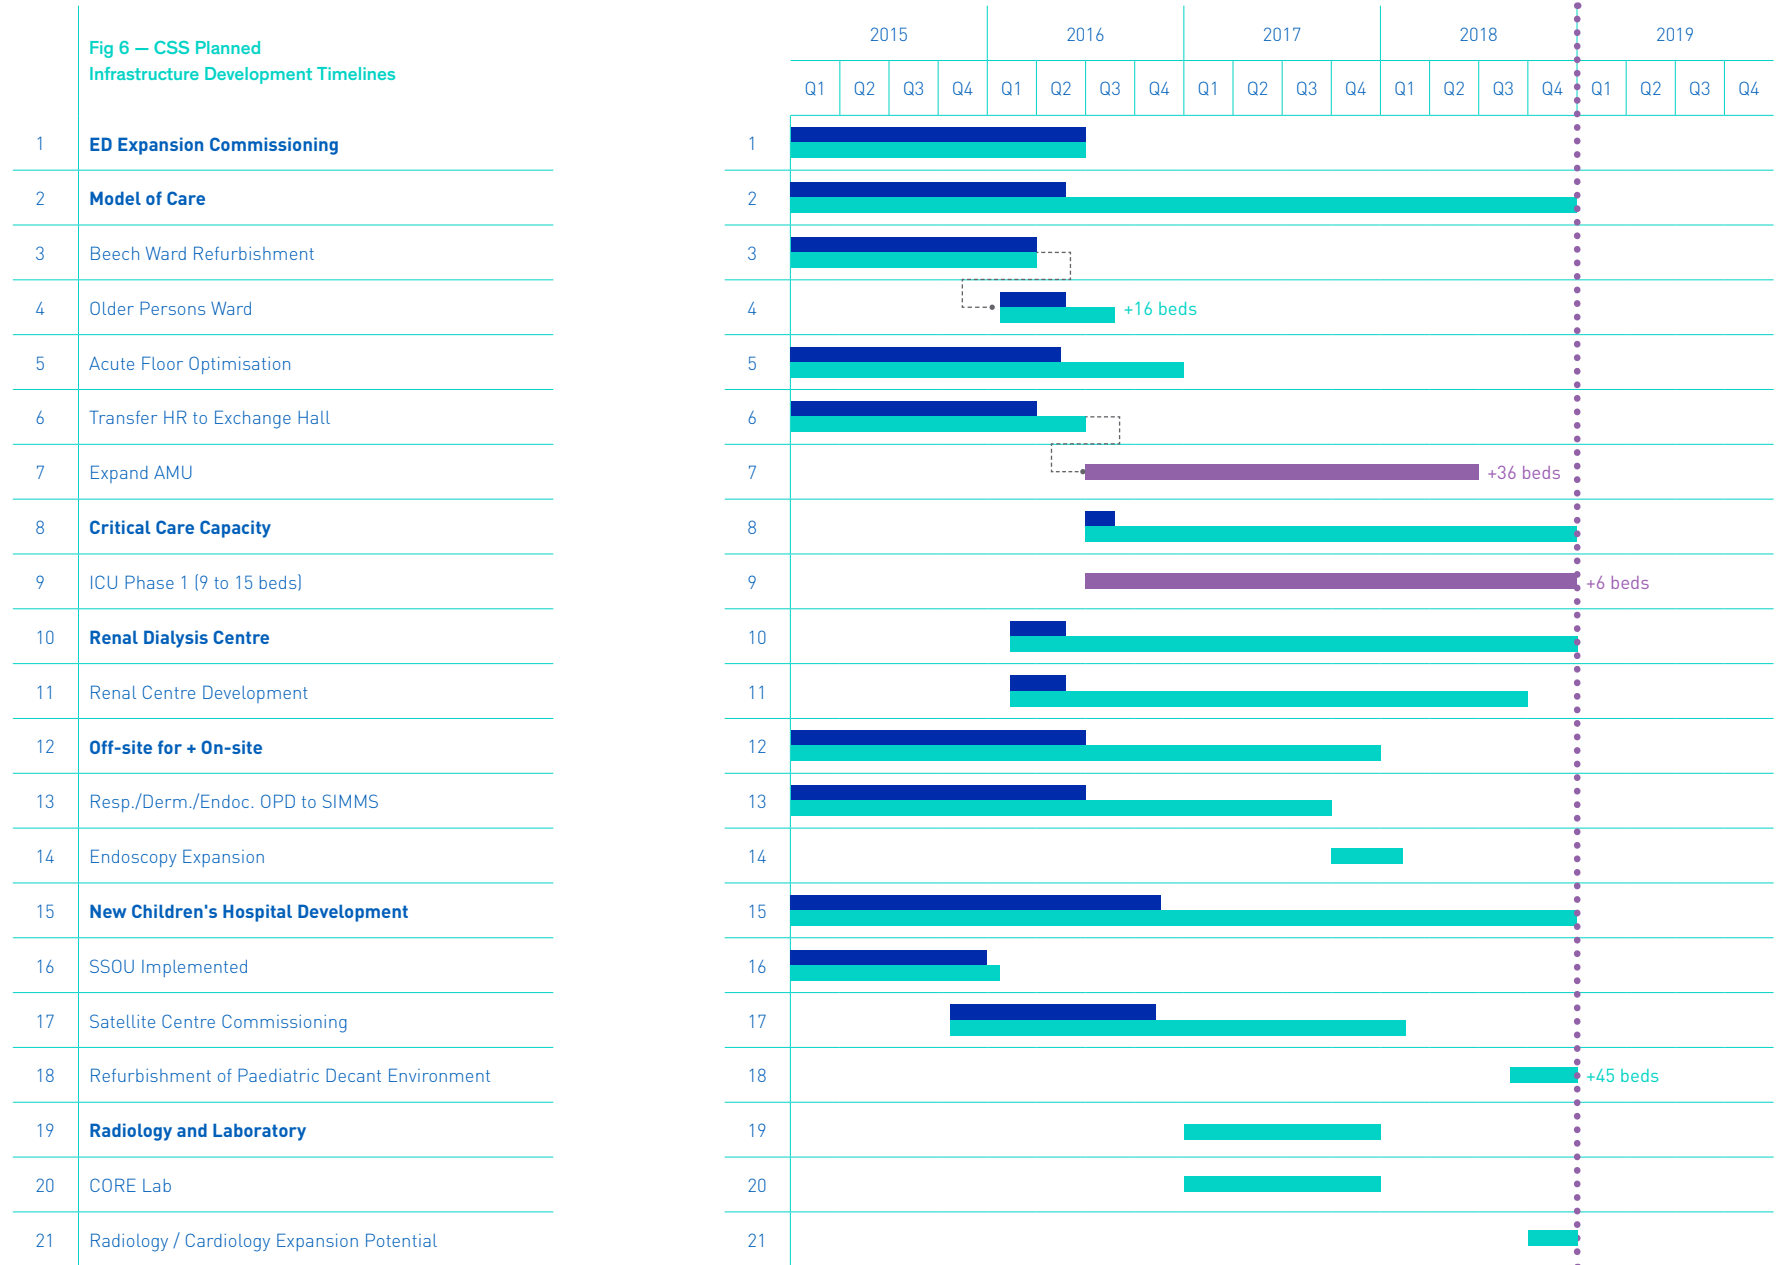 Fig 6 — CSS Planned
Infrastructure Development Timelines
2015 2016 2017 2018 2019
Q1 Q2 Q3 Q4 Q1 Q2 Q3 Q4 Q1 Q2 Q3 Q4 Q1 Q2 Q3 Q4 Q1 Q2 Q3 Q4
1 ED Expansion Commissioning 1
2 Model of Care 2
3 Beech Ward Refurbishment 3
4 Older Persons Ward 4 +16 beds
5 Acute Floor Optimisation 5
6 Transfer HR to Exchange Hall 6
7 Expand AMU 7 +36 beds
8 Critical Care Capacity 8
9 ICU Phase 1 (9 to 15 beds) 9 +6 beds
10 Renal Dialysis Centre 10
11 Renal Centre Development 11
12 Off-site for + On-site 12
13 Resp./Derm./Endoc. OPD to SIMMS 13
14 Endoscopy Expansion 14
15 New Children's Hospital Development 15
16 SSOU Implemented 16
17 Satellite Centre Commissioning 17
18 Refurbishment of Paediatric Decant Environment 18 +45 beds
19 Radiology and Laboratory 19
20 CORE Lab 20
21 Radiology / Cardiology Expansion Potential 21